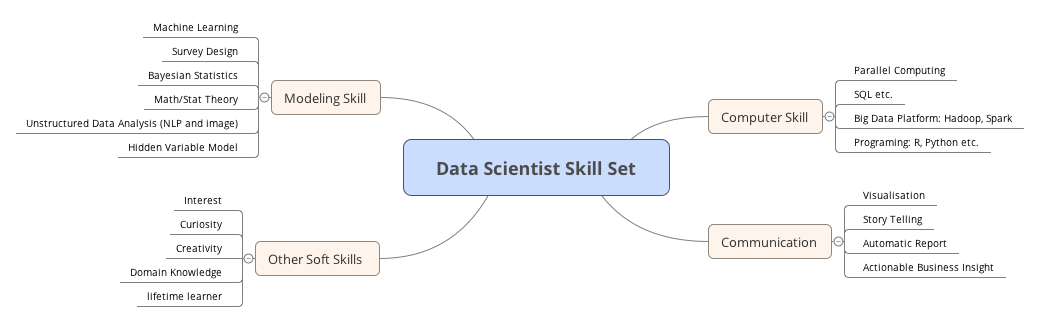 Data Scientist Skill Set
Modeling Skill
Machine Learning
Survey Design
Bayesian Statistics
Math/Stat Theory
Unstructured Data Analysis (NLP and image)
Hidden Variable Model
Other Soft Skills
Interest
Curiosity
Creativity
Domain Knowledge
lifetime learner
Computer Skill
Parallel Computing
SQL etc.
Big Data Platform: Hadoop, Spark
Programing: R, Python etc.
Communication
Visualisation
Story Telling
Automatic Report
Actionable Business Insight